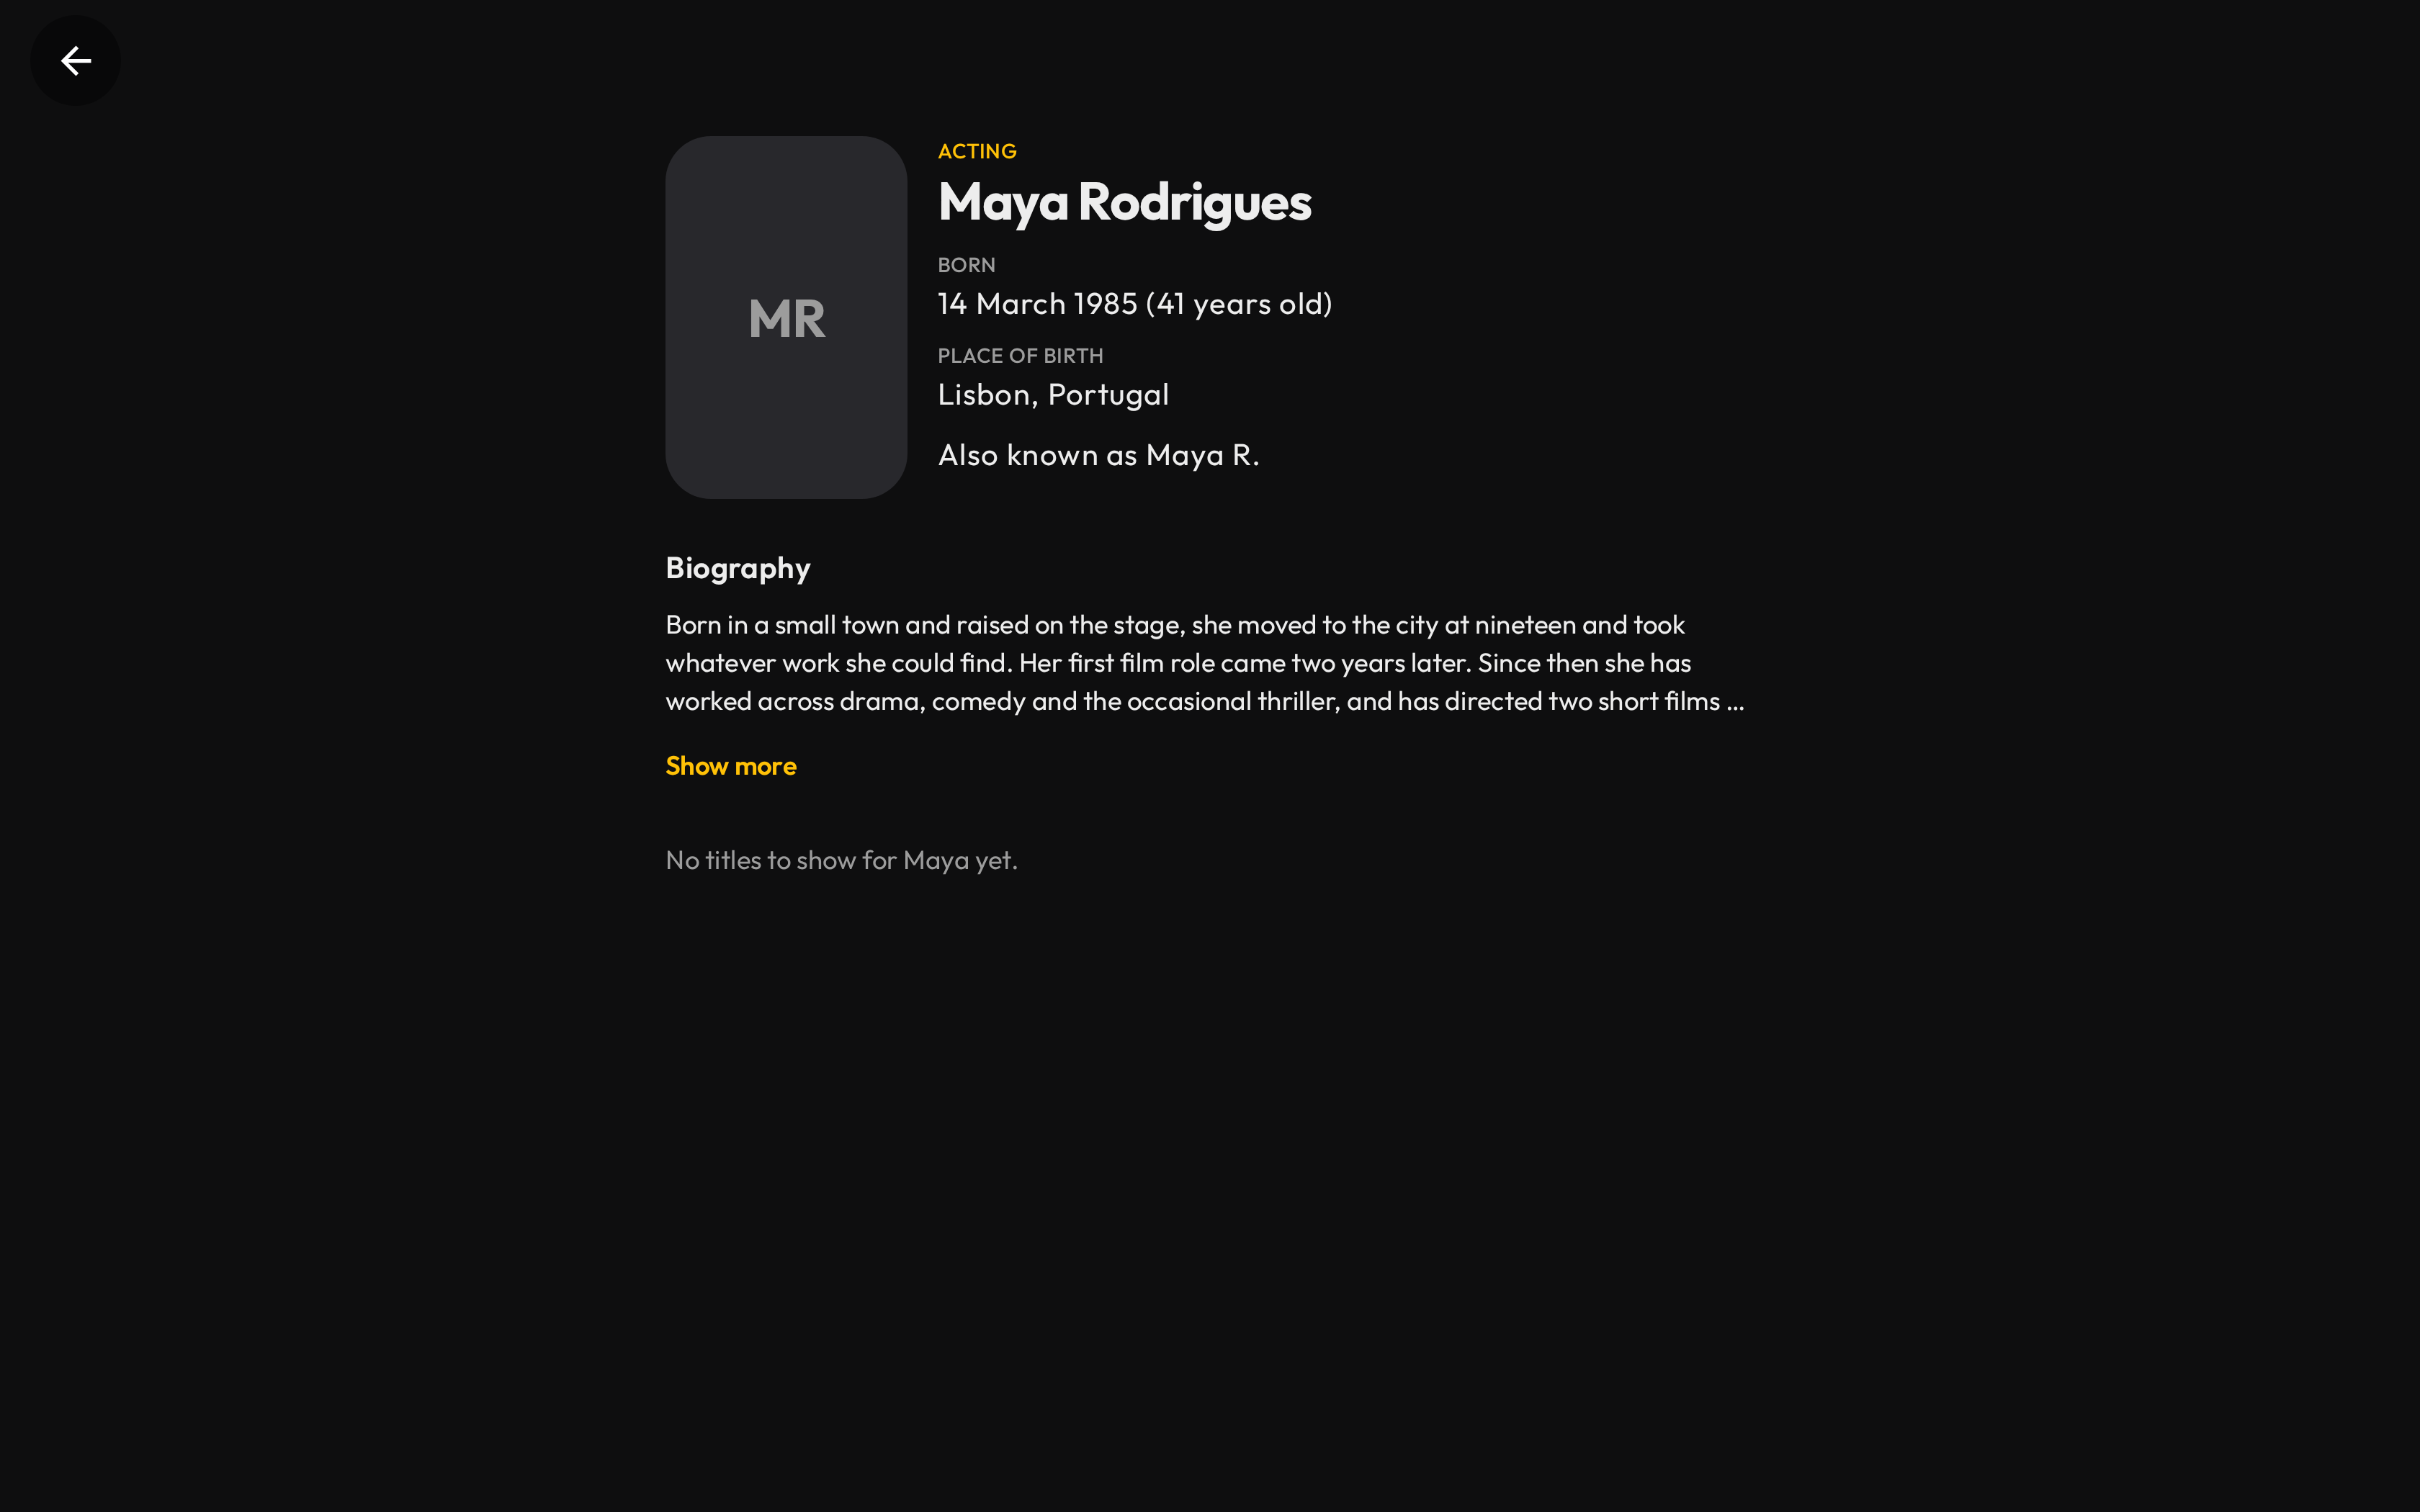 ACTING
Maya Rodrigues
BORN
14 March 1985 (41 years old)
PLACE OF BIRTH
Lisbon, Portugal
Also known as Maya R.
MR
Biography
Born in a small town and raised on the stage, she moved to the city at nineteen and took
whatever work she could find. Her first film role came two years later. Since then she has
worked across drama, comedy and the occasional thriller, and has directed two short films ...
Show more
No titles to show for Maya yet.